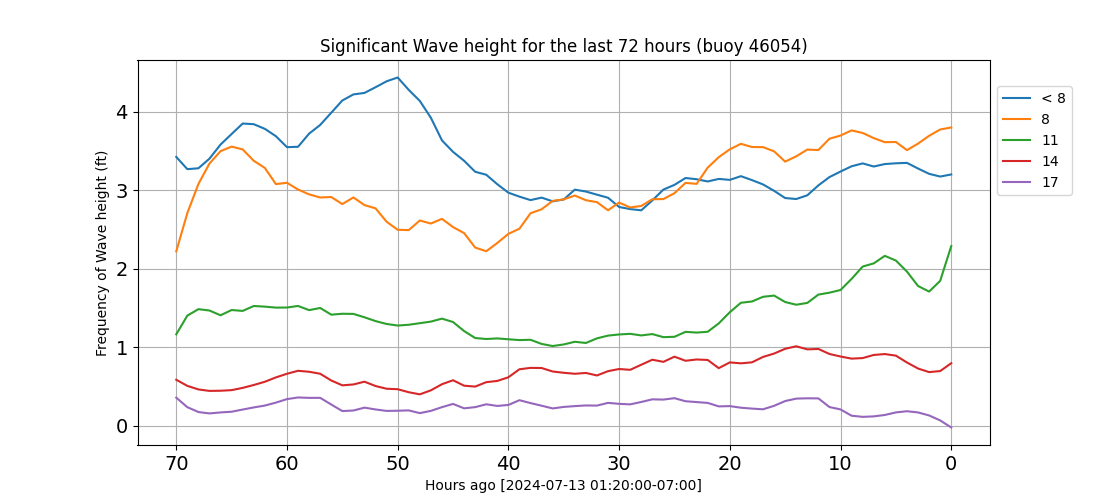 Significant Wave height for the last 72 hours (buoy 46054)
Frequency of Wave height (ft)
4
3
2
1
0
70 60 50 40 30 20 10 0
Hours ago [2024-07-13 01:20:00-07:00]
< 8
8
11
14
17